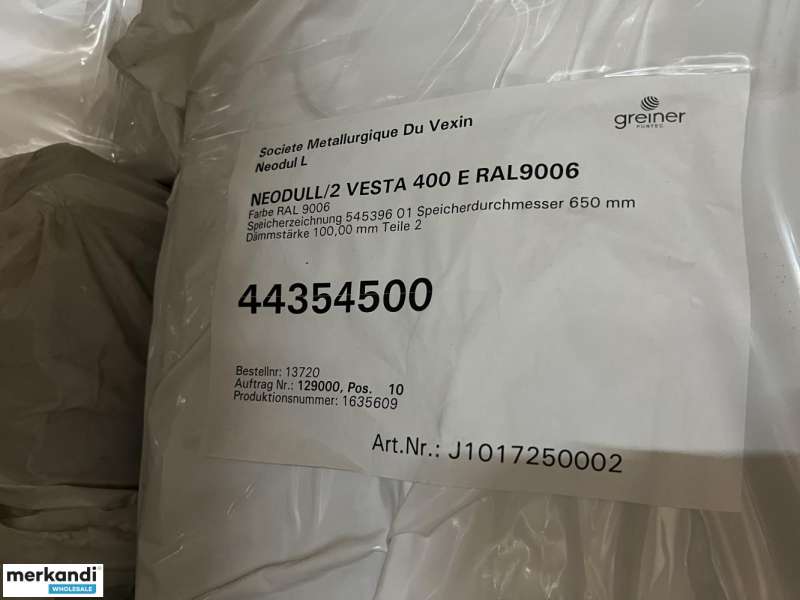 greiner
PURTEC
Societe Metallurgique Du Vexin
Neodul L
NEODULL/2 VESTA 400 E RAL9006
Farbe RAL 9006
Speicherzeichnung 545396 01 Speicherdurchmesser 650 mm
Dämmstärke 100,00 mm Teile 2
44354500
Bestellnr: 13720
Auftrag Nr.: 129000, Pos. 10
Produktionsnummer: 1635609
Art.Nr.: J1017250002
merkandi
WHOLESALE